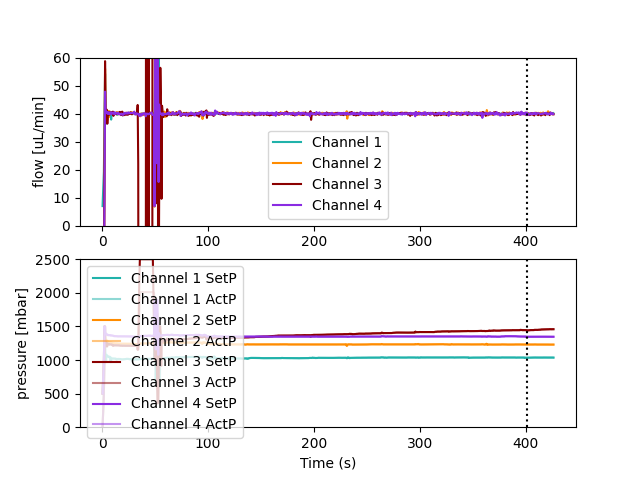 60
50
40
30
20
10
0
flow [uL/min]
Channel 1
Channel 2
Channel 3
Channel 4
0 100 200 300 400
2500
2000
1500
1000
500
0
pressure [mbar]
Channel 1 SetP
Channel 1 ActP
Channel 2 SetP
Channel 2 ActP
Channel 3 SetP
Channel 3 ActP
Channel 4 SetP
Channel 4 ActP
0 100 200 300 400
Time (s)